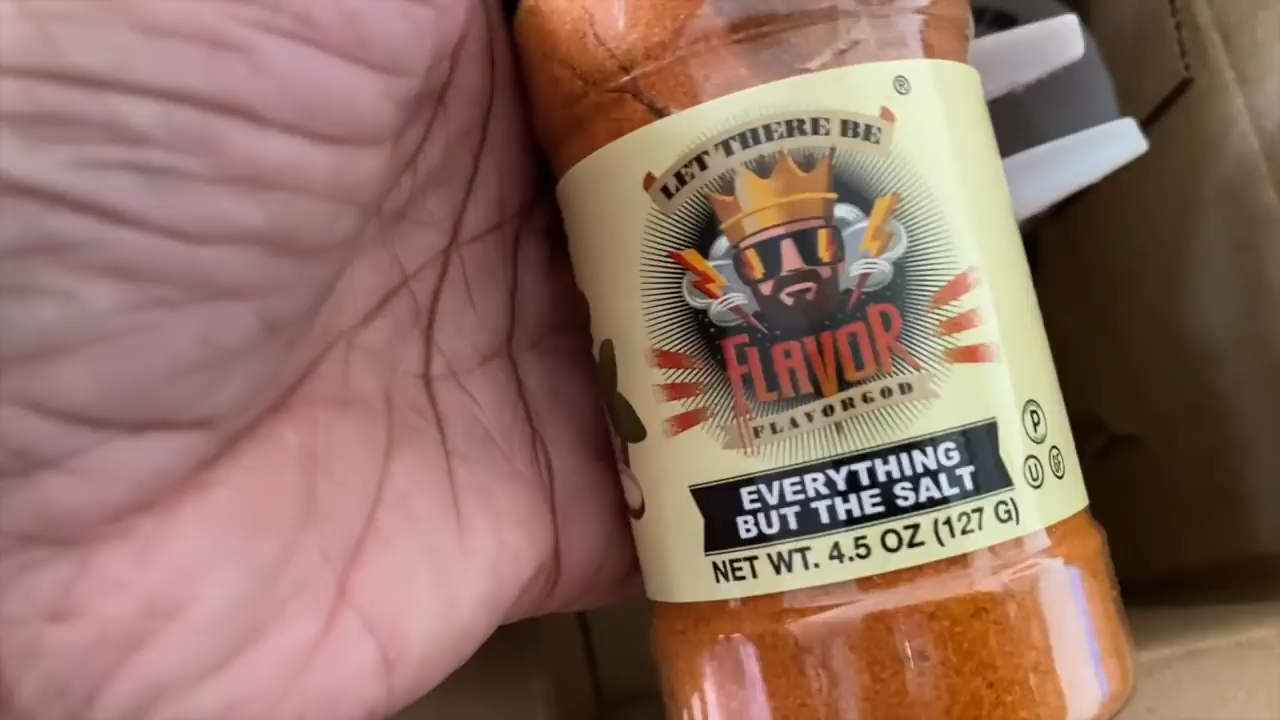 ®
LET THERE BE
FLAVOR
FLAVORGOD
P
U GF
EVERYTHING
BUT THE SALT
NET WT. 4.5 OZ (127 G)